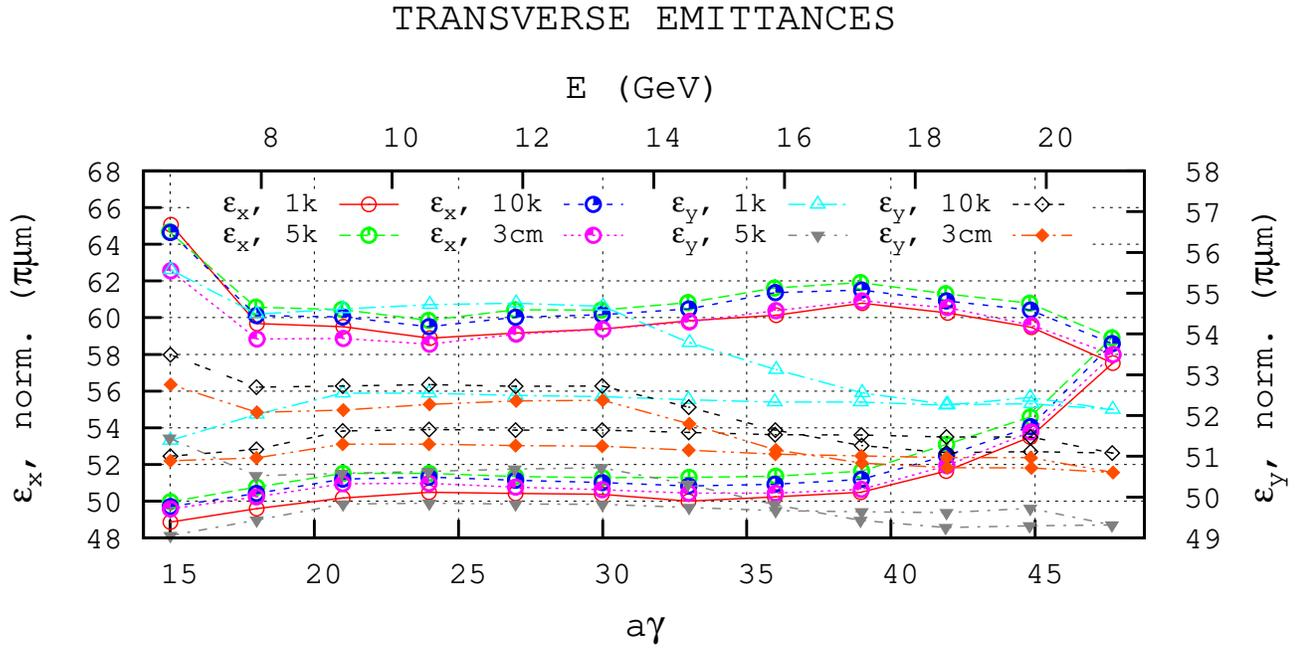 TRANSVERSE EMITTANCES
E (GeV)
8 10 12 14 16 18 20
68 66 64 62 60 58 56 54 52 50 48
εx, norm. (πμm)
εx, 1k εx, 10k εy, 1k εy, 10k
εx, 5k εx, 3cm εy, 5k εy, 3cm
58 57 56 55 54 53 52 51 50 49
εy, norm. (πμm)
15 20 25 30 35 40 45
aγ